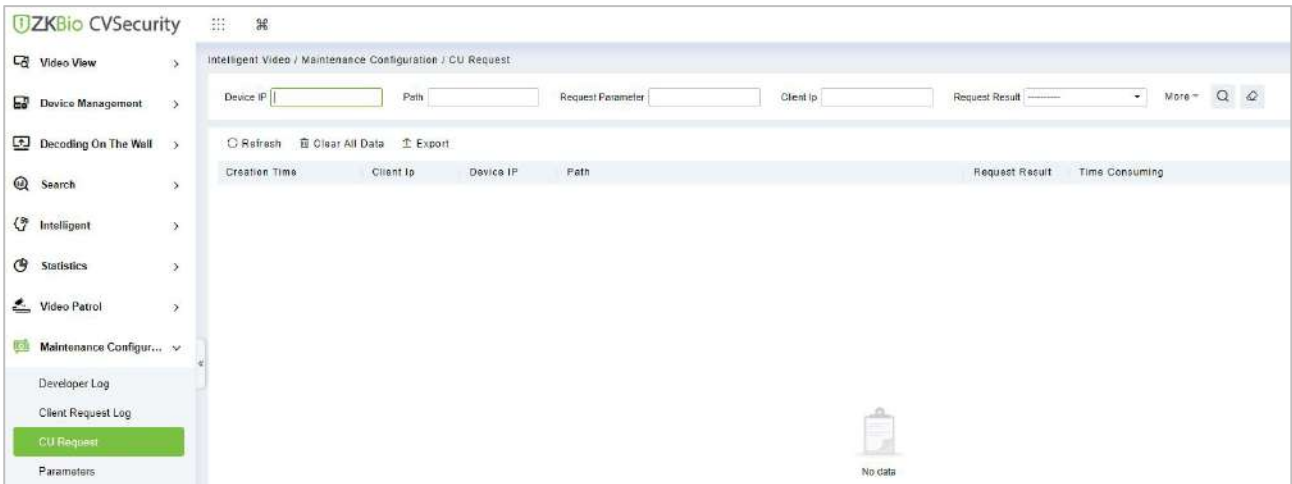 ZKBio CVSecurity
Intelligent Video / Maintenance Configuration / CU Request
Device IP Path Request Parameter Client Ip Request Result ---------- More
Refresh Clear All Data Export
Creation Time Client Ip Device IP Path Request Result Time Consuming
Video View
Device Management
Decoding On The Wall
Search
Intelligent
Statistics
Video Patrol
Maintenance Configur...
Developer Log
Client Request Log
CU Request
Parameters
No data